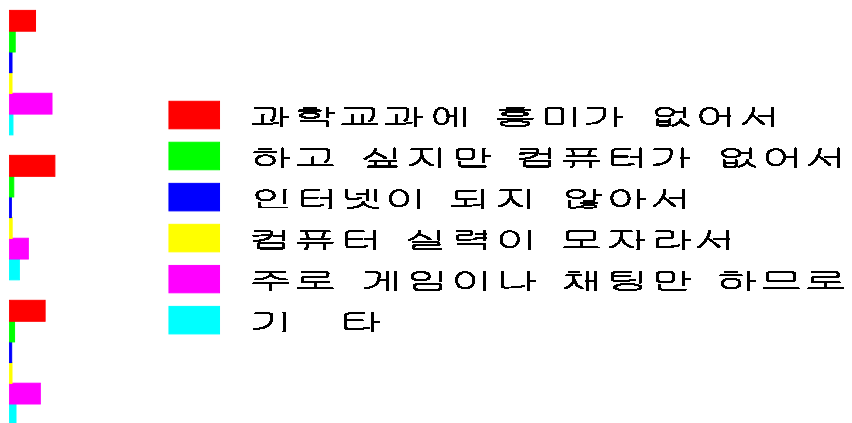 과학교과에 흥미가 없어서
하고 싶지만 컴퓨터가 없어서
인터넷이 되지 않아서
컴퓨터 실력이 모자라서
주로 게임이나 채팅만 하므로
기 타